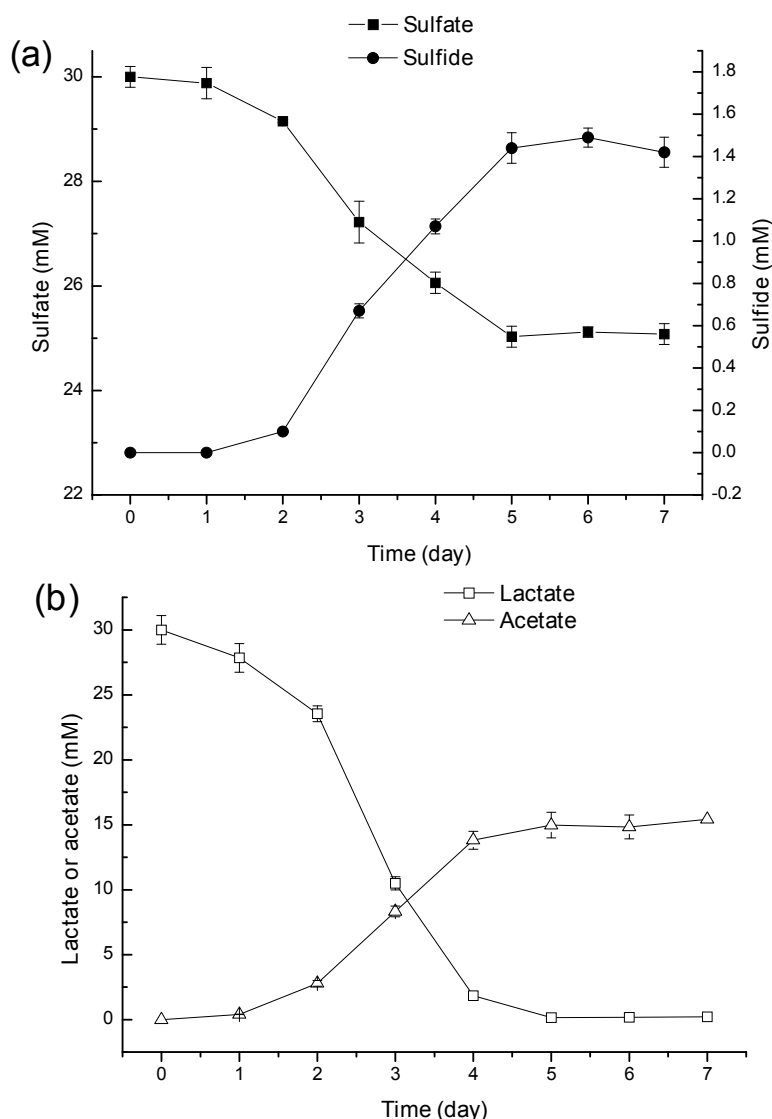 (a)
Sulfate
Sulfide
30
28
26
24
22
Sulfate (mM)
1.8
1.6
1.4
1.2
1.0
0.8
0.6
0.4
0.2
0.0
-0.2
Sulfide (mM)
0 1 2 3 4 5 6 7
Time (day)
(b)
Lactate
Acetate
30
25
20
15
10
5
0
Lactate or acetate (mM)
0 1 2 3 4 5 6 7
Time (day)